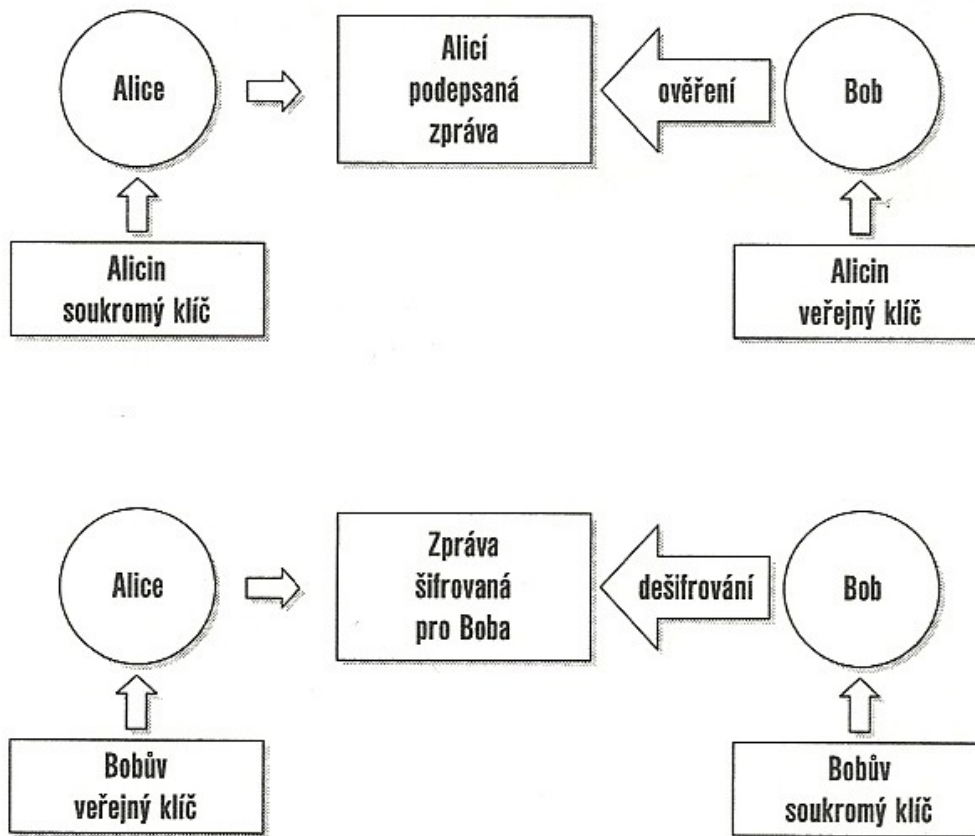 Alice
Alicí
podepsaná
zpráva
ověření
Bob
Alicin
soukromý klíč
Alicin
veřejný klíč
Alice
Zpráva
šifrovaná
pro Boba
dešifrování
Bob
Bobův
veřejný klíč
Bobův
soukromý klíč